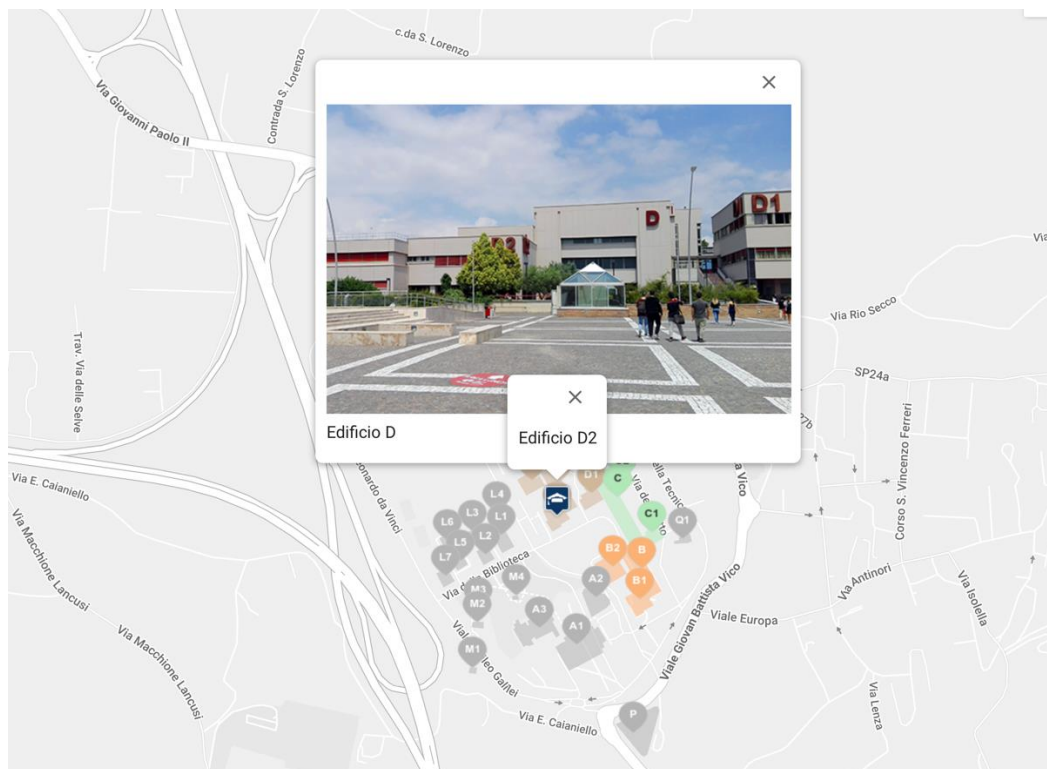 c.da S. Lorenzo
Via Giovanni Paolo II
Contrada S. Lorenzo
D
D1
D2
Edificio D
Edificio D2
Via Rio Secco
SP24a
Trav. Via delle Selve
Corso S. Vincenzo Ferreri
Via E. Caianiello
Via Macchione Lancusi
Via Macchione Lancusi
L4
L3
L1
L6
L5
L2
L7
D1
C
C1
Q1
B2
B
B1
A2
M4
M3
M2
A3
A1
M1
P
Via della Biblioteca
Viale Giovan Battista Vico
Viale Europa
Via Antinori
Via Isolella
Via Lenza
Via E. Caianiello